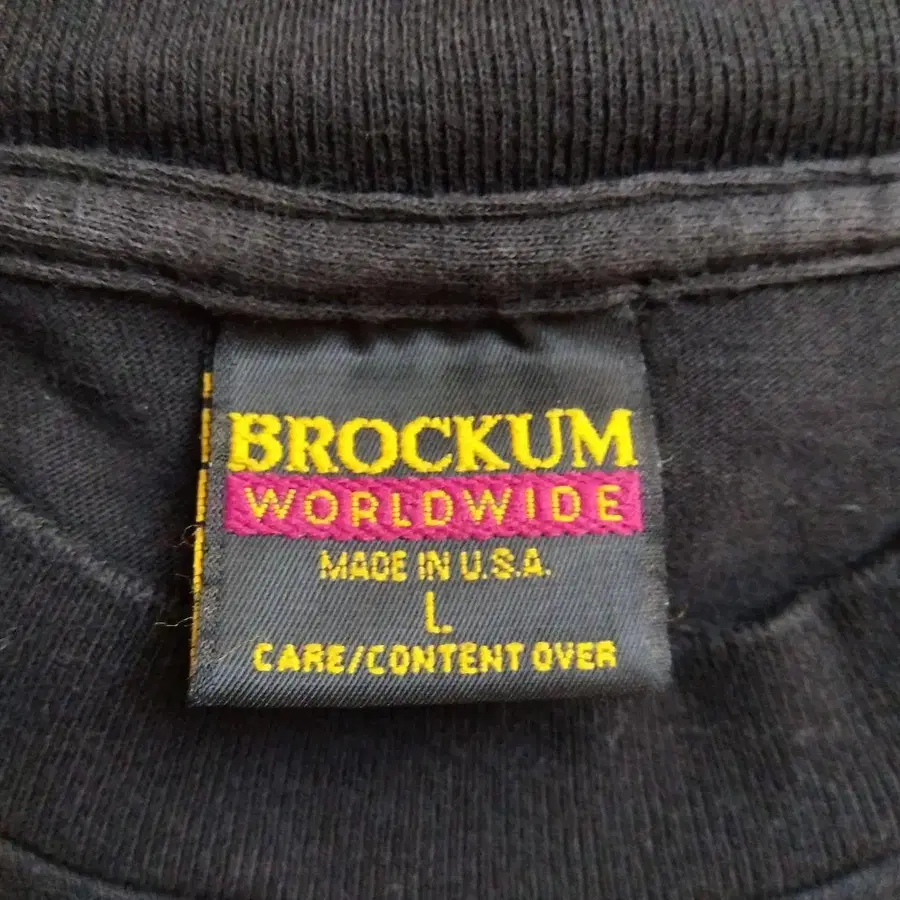 BROCKUM
WORLDWIDE
MADE IN U.S.A.
L
CARE/CONTENT OVER